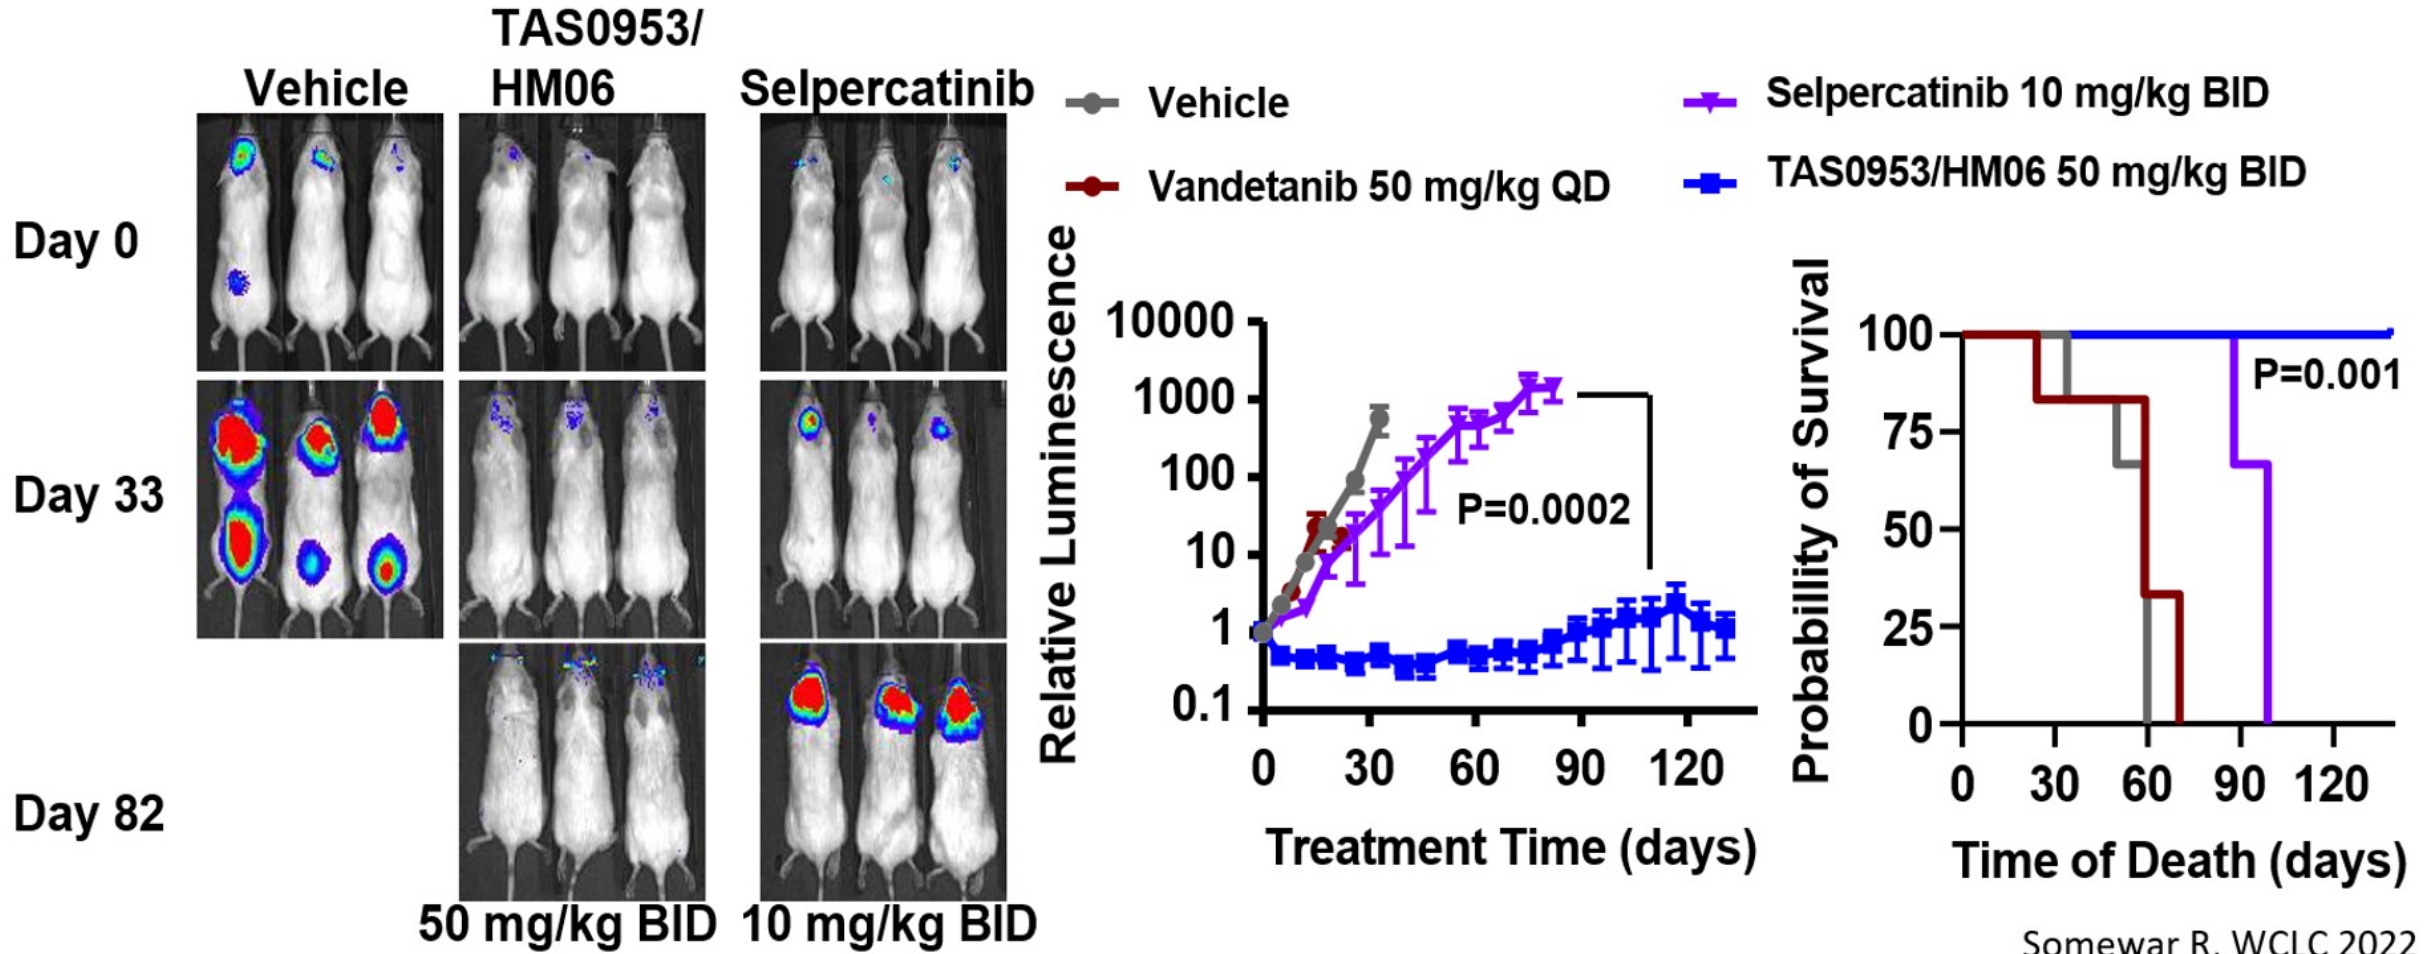 TAS0953/
Vehicle HM06 Selpercatinib
Day 0
Day 33
Day 82
50 mg/kg BID 10 mg/kg BID
Vehicle
Vandetanib 50 mg/kg QD
Selpercatinib 10 mg/kg BID
TAS0953/HM06 50 mg/kg BID
Relative Luminescence
10000
1000
100
10
1
0.1
P=0.0002
0 30 60 90 120
Treatment Time (days)
Probabillity of Survival
100
75
50
25
0
P=0.001
0 30 60 90 120
Time of Death (days)
Somewar R. WCLC 2022